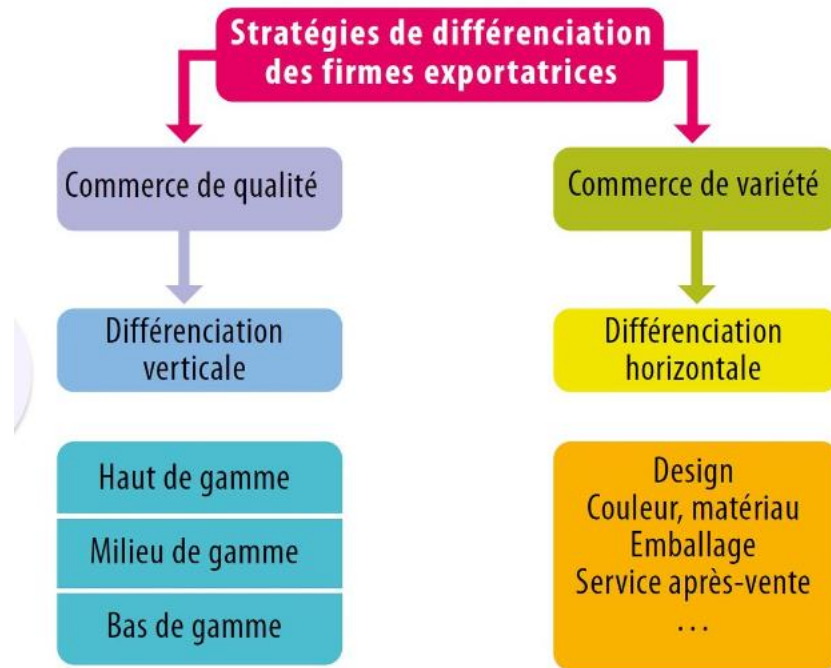 Stratégies de différenciation
des firmes exportatrices
Commerce de qualité
Commerce de variété
Différenciation
verticale
Différenciation
horizontale
Haut de gamme
Milieu de gamme
Bas de gamme
Design
Couleur, matériau
Emballage
Service après-vente
...